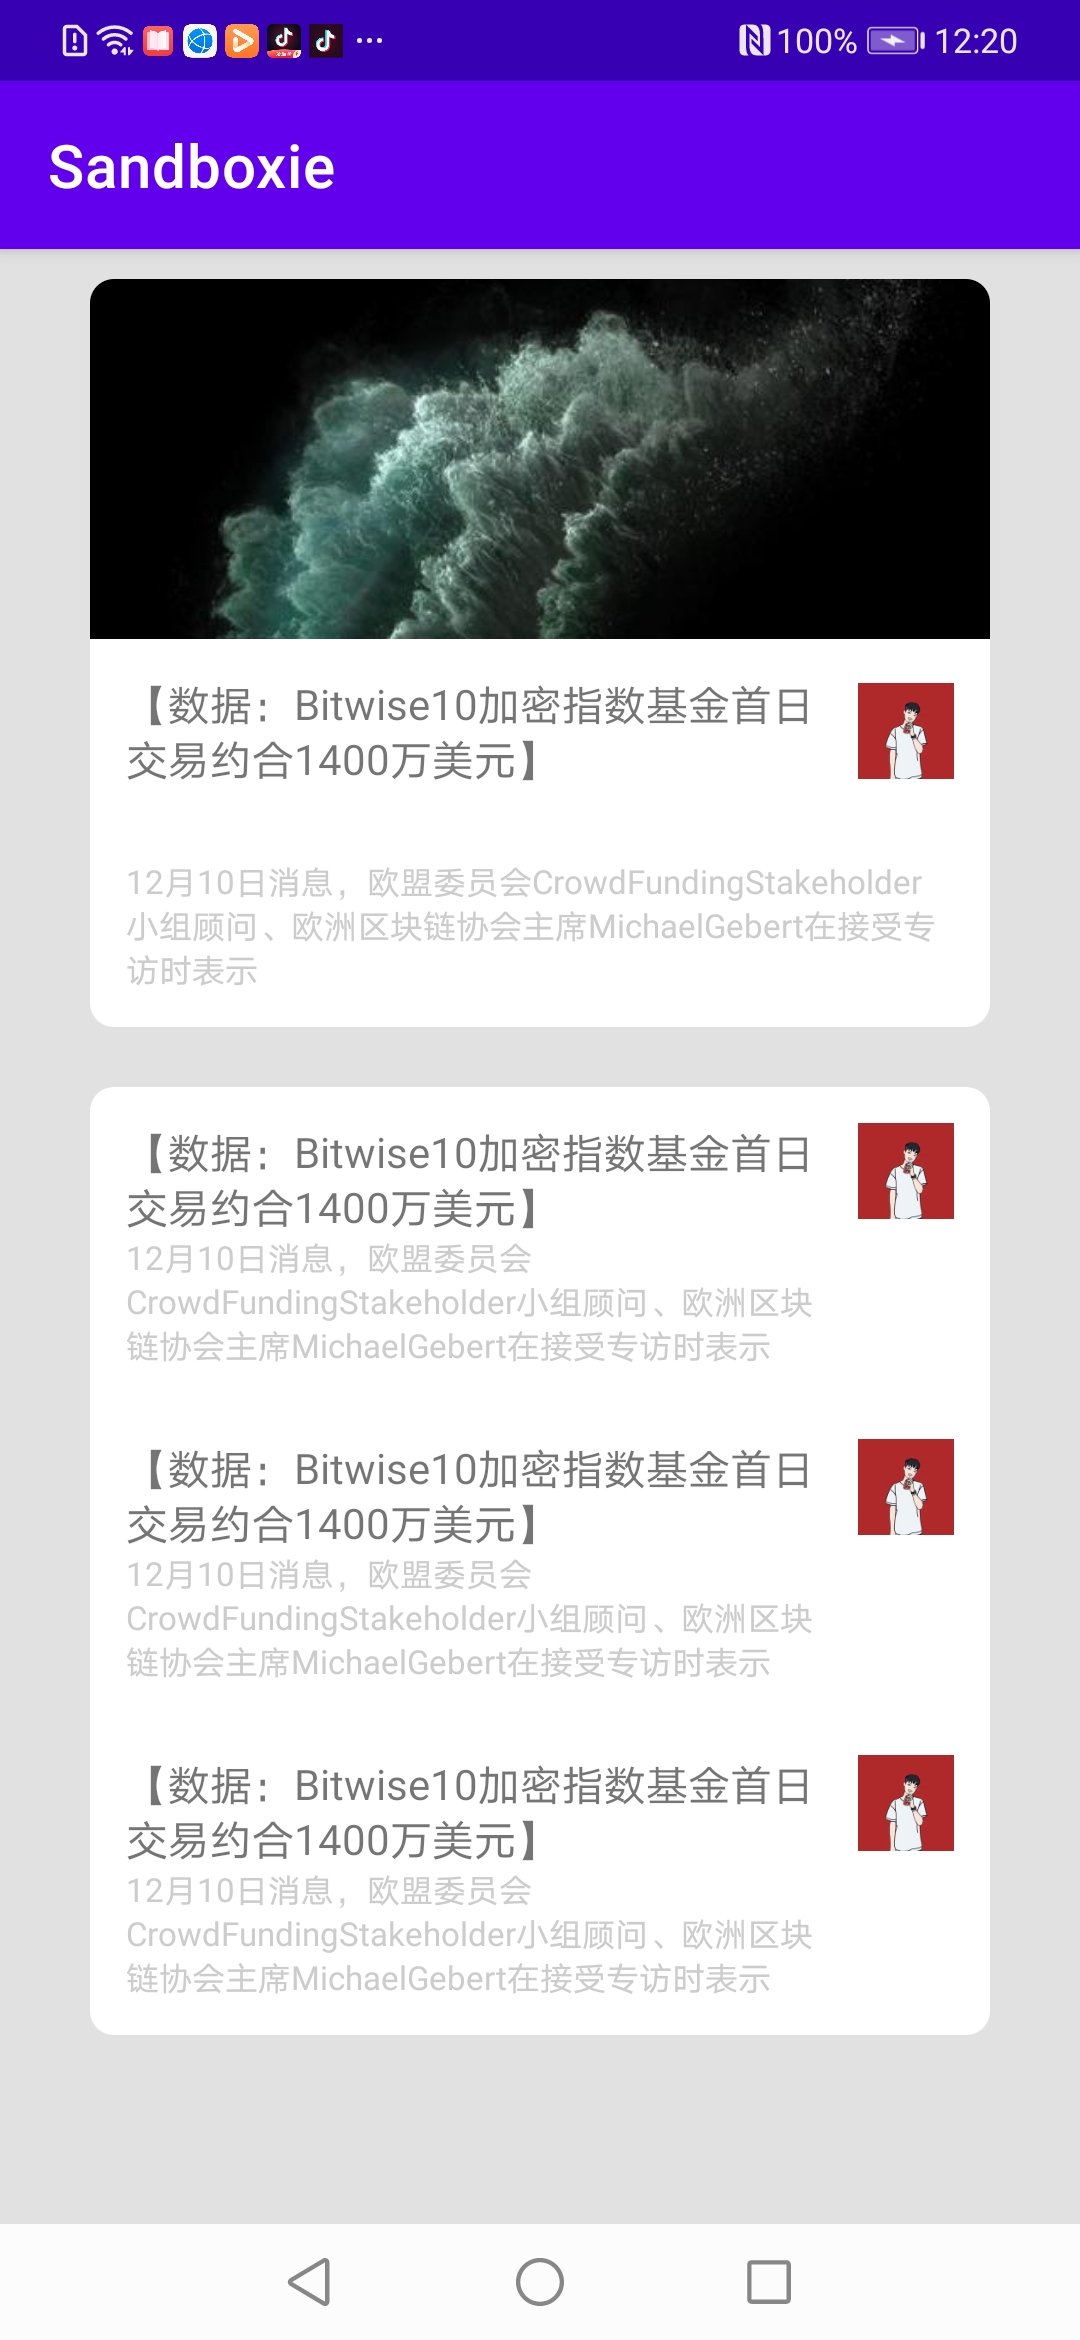 100% 12:20
Sandboxie
【数据：Bitwise10加密指数基金首日
交易约合1400万美元】
12月10日消息，欧盟委员会CrowdFundingStakeholder
小组顾问、欧洲区块链协会主席MichaelGebert在接受专
访时表示
【数据：Bitwise10加密指数基金首日
交易约合1400万美元】
12月10日消息，欧盟委员会
CrowdFundingStakeholder小组顾问、欧洲区块
链协会主席MichaelGebert在接受专访时表示
【数据：Bitwise10加密指数基金首日
交易约合1400万美元】
12月10日消息，欧盟委员会
CrowdFundingStakeholder小组顾问、欧洲区块
链协会主席MichaelGebert在接受专访时表示
【数据：Bitwise10加密指数基金首日
交易约合1400万美元】
12月10日消息，欧盟委员会
CrowdFundingStakeholder小组顾问、欧洲区块
链协会主席MichaelGebert在接受专访时表示